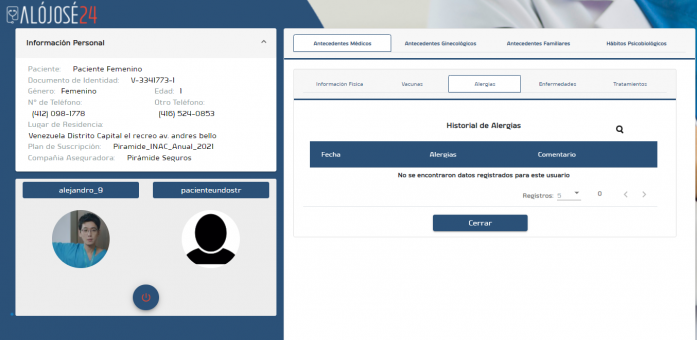 ALÓJOSÉ24
Información Personal
Paciente: Paciente Femenino
Documento de Identidad: V-3341773-1
Género: Femenino Edad: 1
N° de Teléfono: Otro Teléfono:
(412) 098-1778 (416) 524-0853
Lugar de Residencia
Venezuela Distrito Capital el recreo av. andres bello
Plan de Suscripción: Piramide_INAC_Anual_2021
Compañía Aseguradora: Pirámide Seguros
alejandro_9 pacienteundostr
Antecedentes Médicos Antecedentes Ginecológicos Antecedentes Familiares Hábitos Psicobiológicos
Información Física Vacunas Alergias Enfermedades Tratamientos
Historial de Alergias
Fecha Alergias Comentario
No se encontraron datos registrados para este usuario
Registros: 5 0
Cerrar